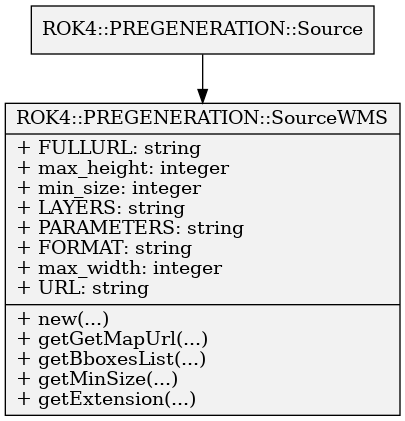 ROK4::PREGENERATION::Source
ROK4::PREGENERATION::SourceWMS
+ FULLURL: string
+ max_height: integer
+ min_size: integer
+ LAYERS: string
+ PARAMETERS: string
+ FORMAT: string
+ max_width: integer
+ URL: string
+ new(...)
+ getGetMapUrl(...)
+ getBboxesList(...)
+ getMinSize(...)
+ getExtension(...)